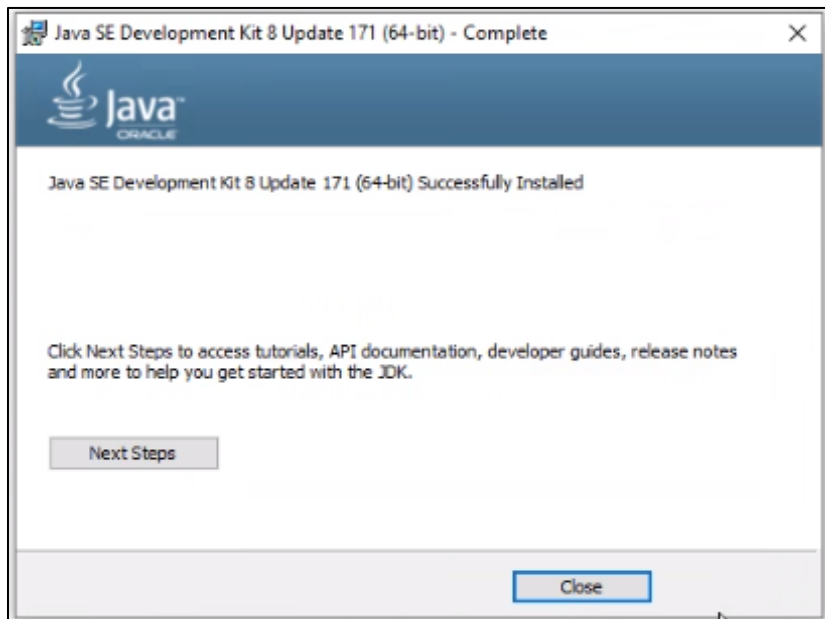 Java SE Development Kit 8 Update 171 (64-bit) - Complete
Java™
ORACLE
Java SE Development Kit 8 Update 171 (64-bit) Successfully Installed
Click Next Steps to access tutorials, API documentation, developer guides, release notes
and more to help you get started with the JDK.
Next Steps
Close